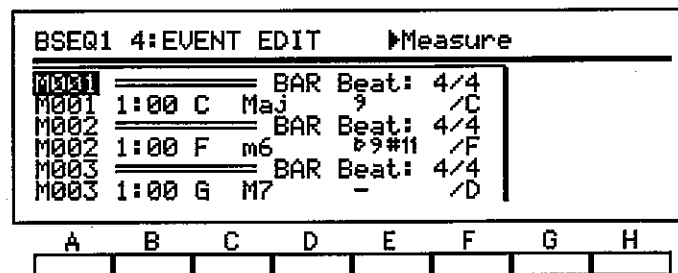 BSEQ1 4:EVENT EDIT ▶Measure
M001 ════ BAR Beat: 4/4
M001 1:00 C Maj 9 /C
M002 ════ BAR Beat: 4/4
M002 1:00 F m6 ♭9#11 /F
M003 ════ BAR Beat: 4/4
M003 1:00 G M7 – /D
A B C D E F G H